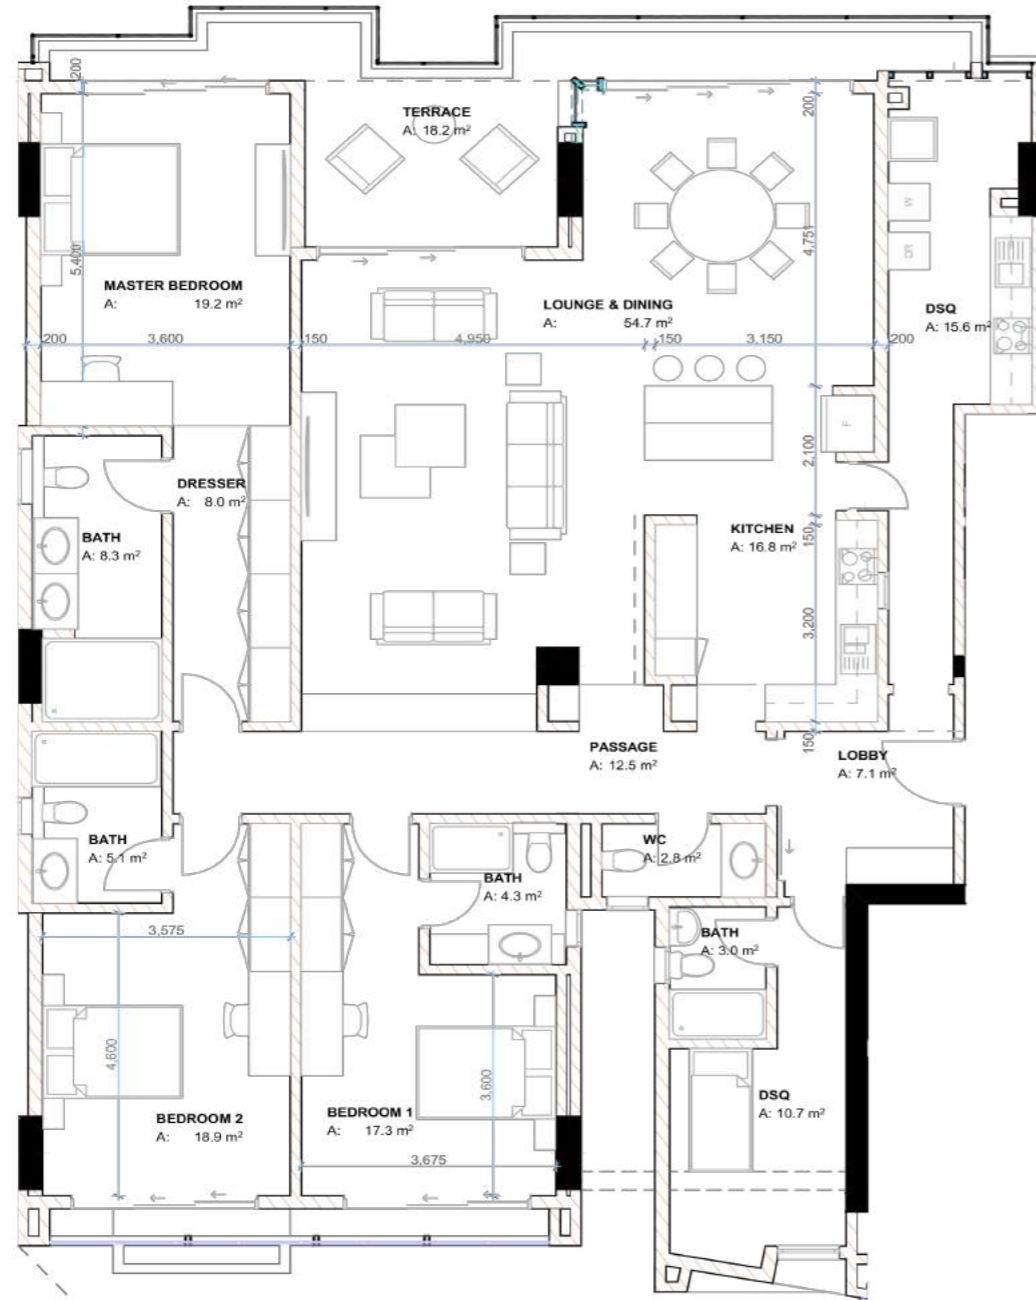 200
TERRACE
A: 18.2 m²
200
W
4,751
5,400
DR
MASTER BEDROOM
A: 19.2 m²
LOUNGE & DINING
A: 54.7 m²
DSQ
A: 15.6 m²
200 3,600 150 4,950 150 3,150 200
F
2,100
DRESSER
A: 8.0 m²
BATH
A: 8.3 m²
KITCHEN
A: 16.8 m²
150
3,200
PASSAGE
A: 12.5 m²
150
LOBBY
A: 7.1 m²
BATH
A: 5.1 m²
WC
A: 2.8 m²
BATH
A: 4.3 m²
3,575
BATH
A: 3.0 m²
4,600
3,600
BEDROOM 2
A: 18.9 m²
BEDROOM 1
A: 17.3 m²
DSQ
A: 10.7 m²
3,675